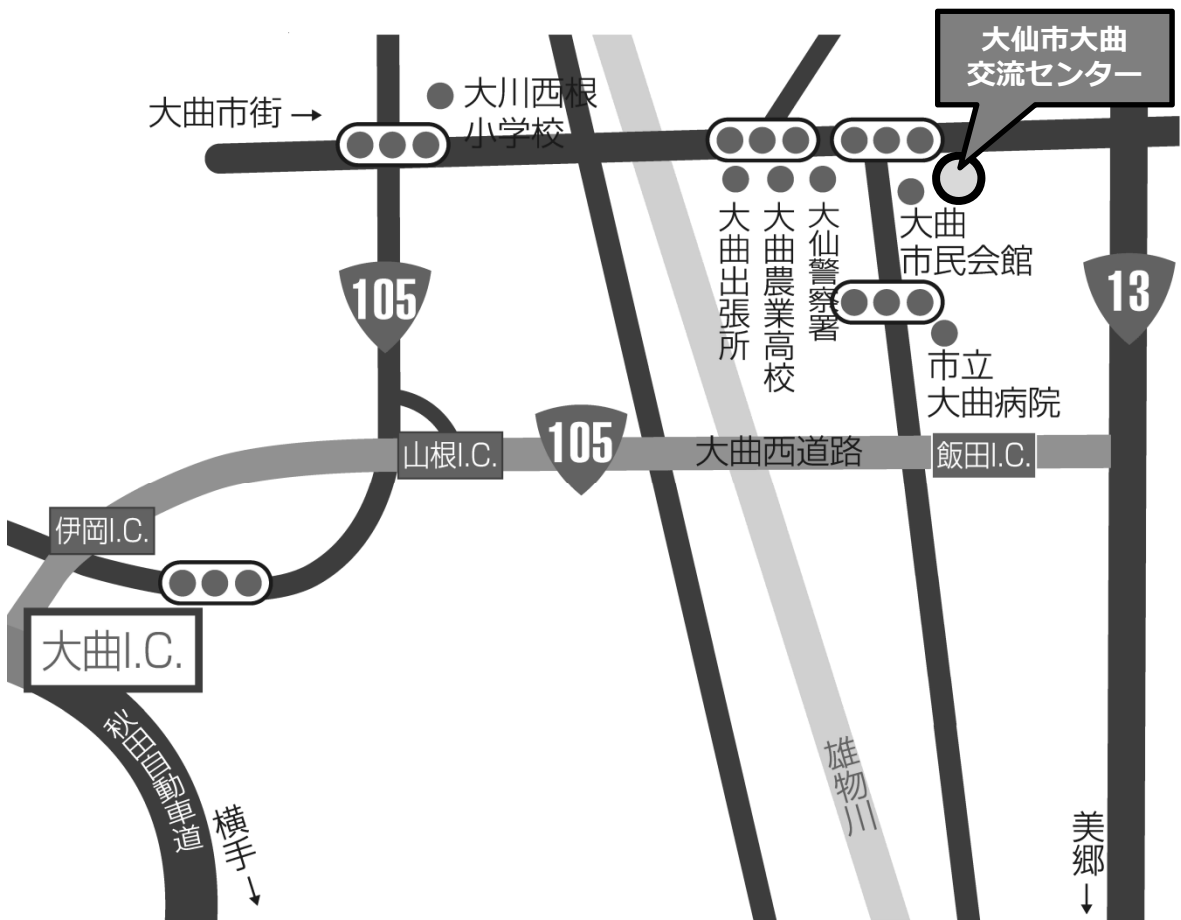 大仙市大曲
交流センター
大曲市街→
大川西根
小学校
大曲出張所
大曲農業高校
大仙警察署
大曲
市民会館
105
13
市立
大曲病院
山根I.C.
105
大曲西道路
飯田I.C.
伊岡I.C.
大曲I.C.
秋田自動車道
横手→
雄物川
美郷→